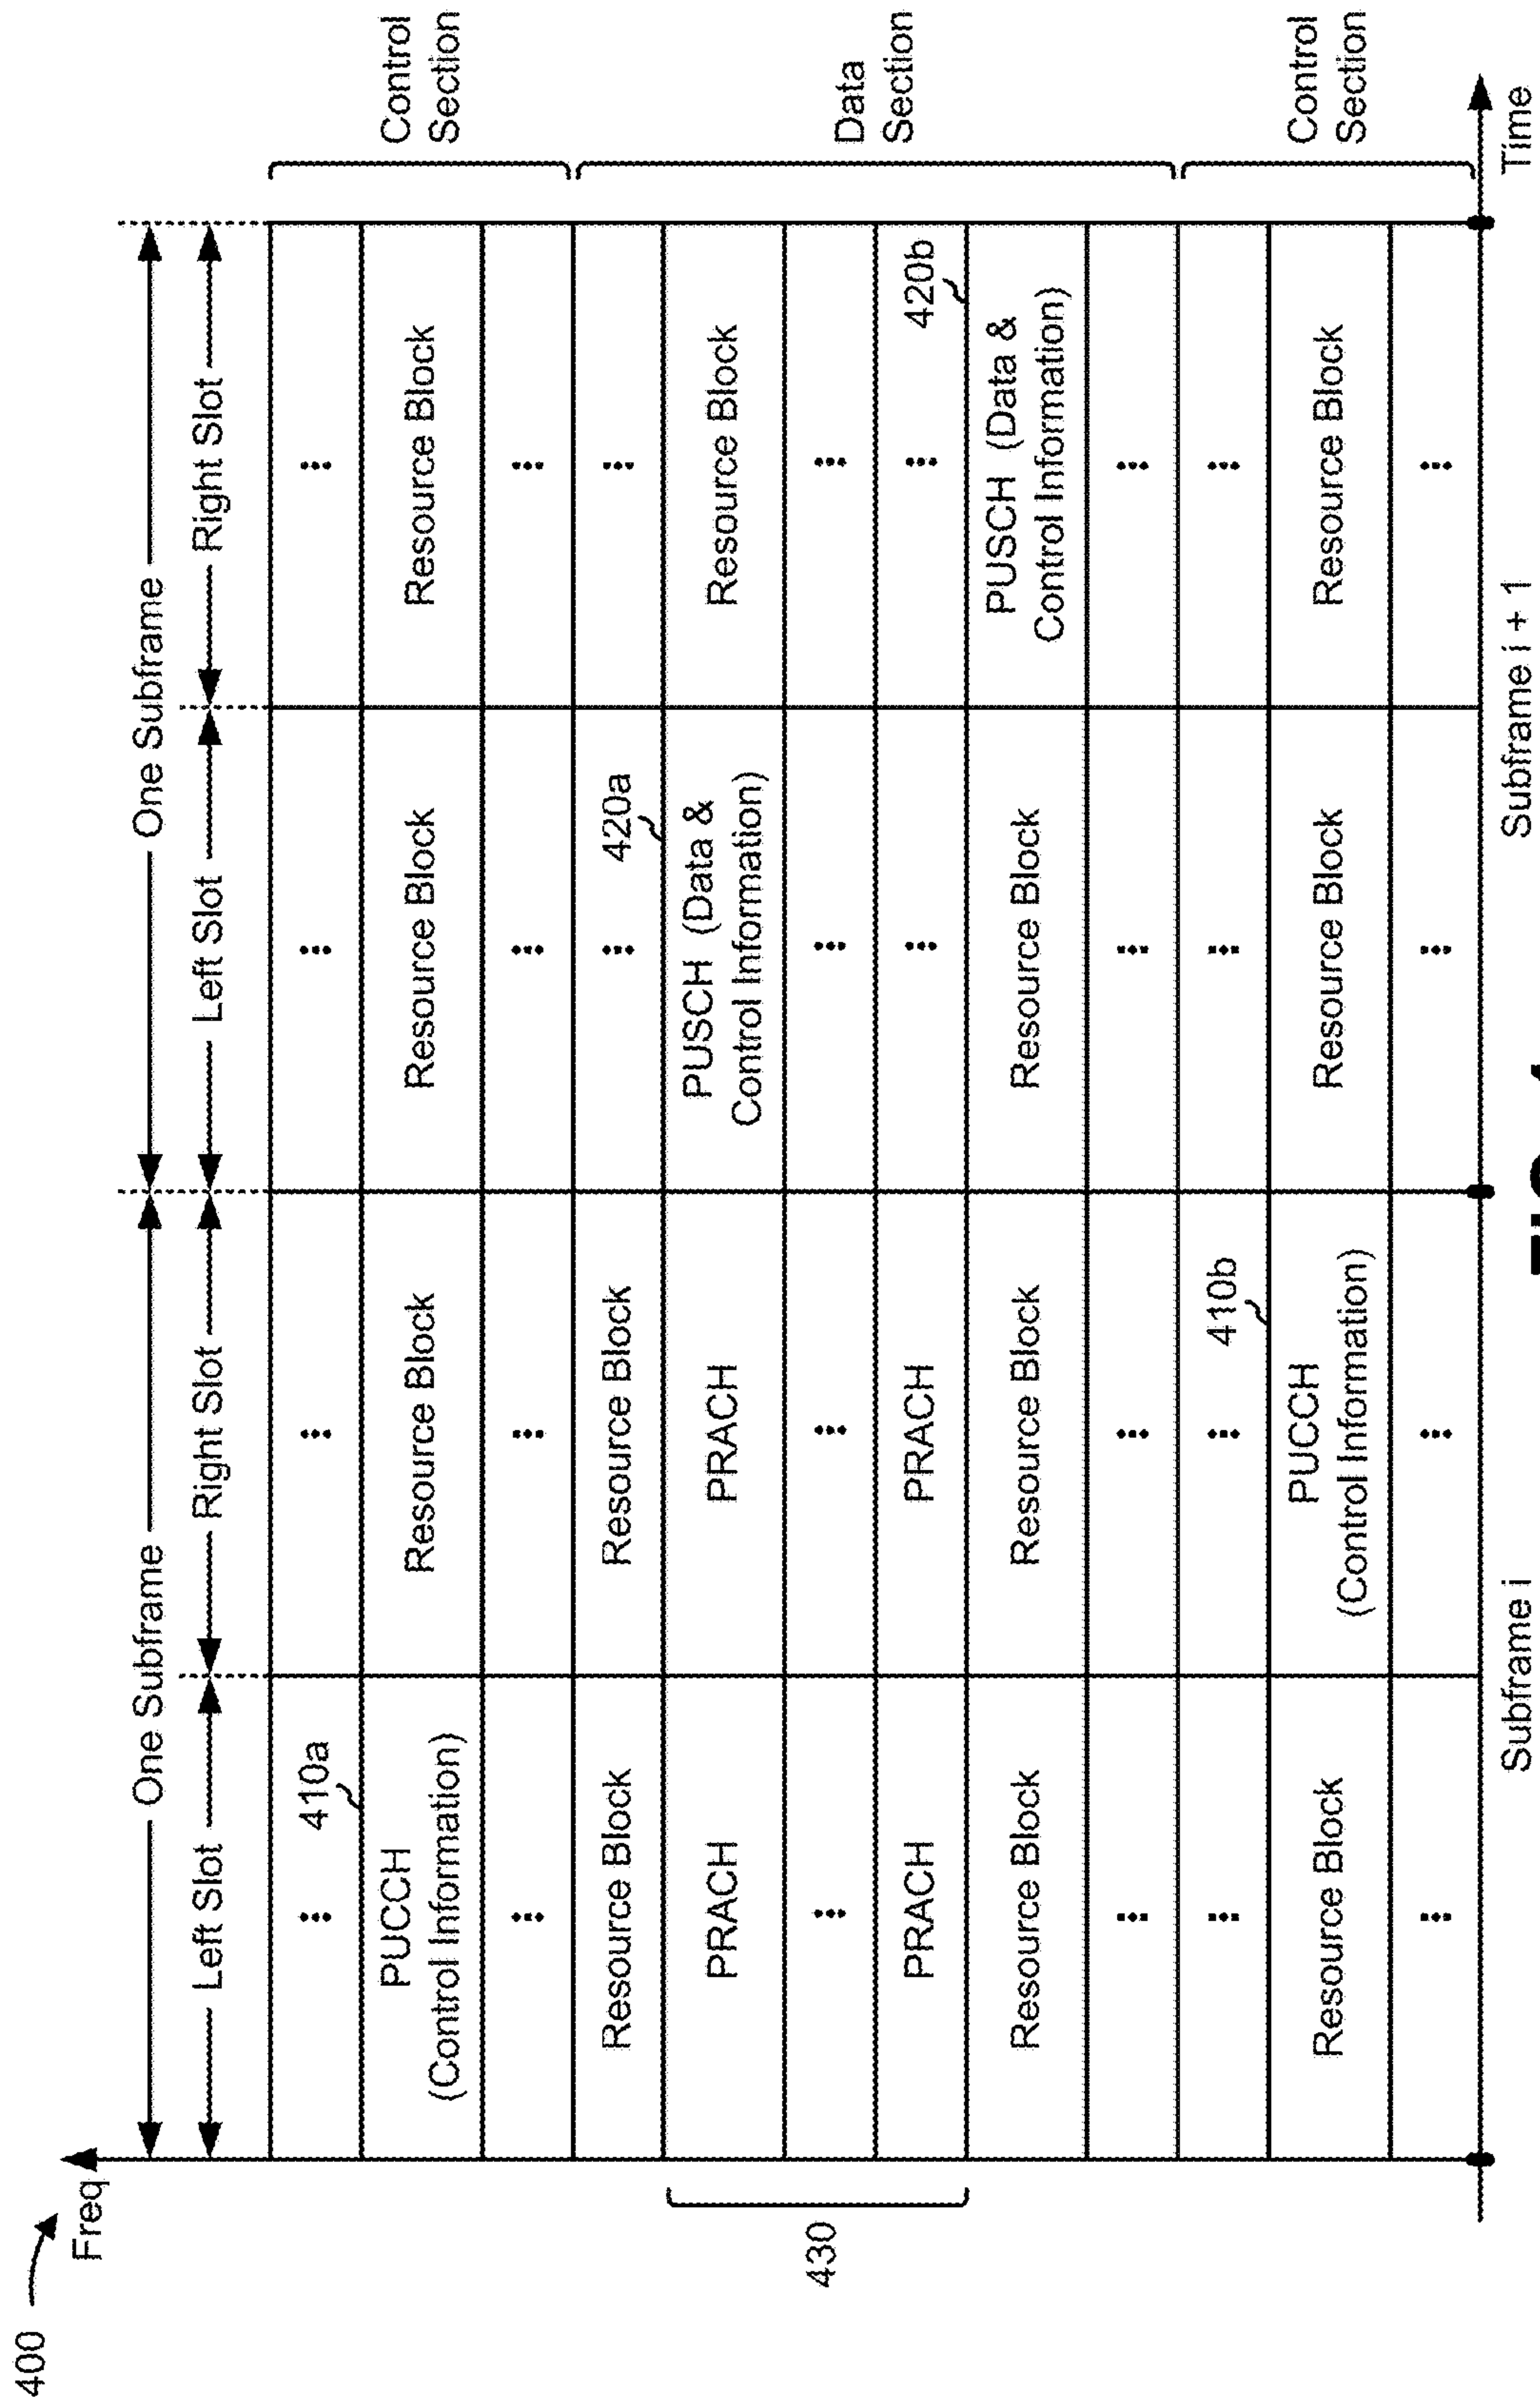 400
Freq
One Subframe
One Subframe
Left Slot
Right Slot
Left Slot
Right Slot
410a
PUCCH
(Control Information)
Resource Block
Resource Block
Resource Block
Control
Section
Resource Block
Resource Block
420a
430
PRACH
PRACH
PUSCH (Data &
Control Information)
Resource Block
PRACH
PRACH
420b
Data
Section
Resource Block
Resource Block
Resource Block
PUSCH (Data &
Control Information)
410b
Resource Block
PUCCH
(Control Information)
Resource Block
Resource Block
Control
Section
Subframe i
Subframe i + 1
Time